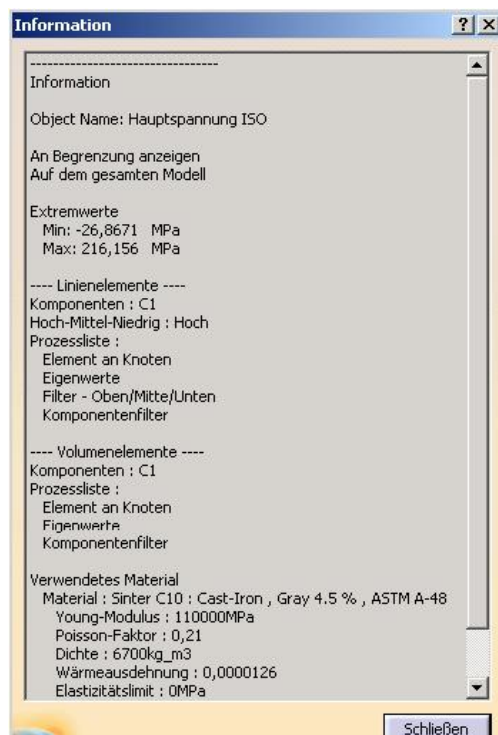 Information
--------------------------------
Information
Object Name: Hauptspannung ISO
An Begrenzung anzeigen
Auf dem gesamten Modell
Extremwerte
Min: -26,8671 MPa
Max: 216,156 MPa
---- Linienelemente ----
Komponenten : C1
Hoch-Mittel-Niedrig : Hoch
Prozessliste :
Element an Knoten
Eigenwerte
Filter - Oben/Mitte/Unten
Komponentenfilter
---- Volumenelemente ----
Komponenten : C1
Prozessliste :
Element an Knoten
Eigenwerte
Komponentenfilter
Verwendetes Material
Material : Sinter C10 : Cast-Iron , Gray 4.5 % , ASTM A-48
Young-Modulus : 110000MPa
Poisson-Faktor : 0,21
Dichte : 6700kg_m3
Wärmeausdehnung : 0,0000126
Elastizitätslimit : 0MPa
Schließen